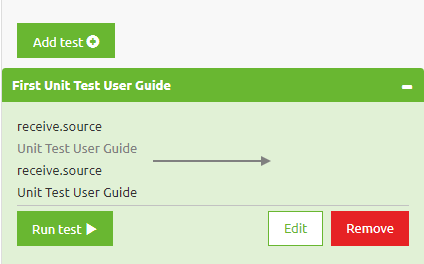 Add test
First Unit Test User Guide
receive.source
Unit Test User Guide
receive.source
Unit Test User Guide
Run test
Edit
Remove